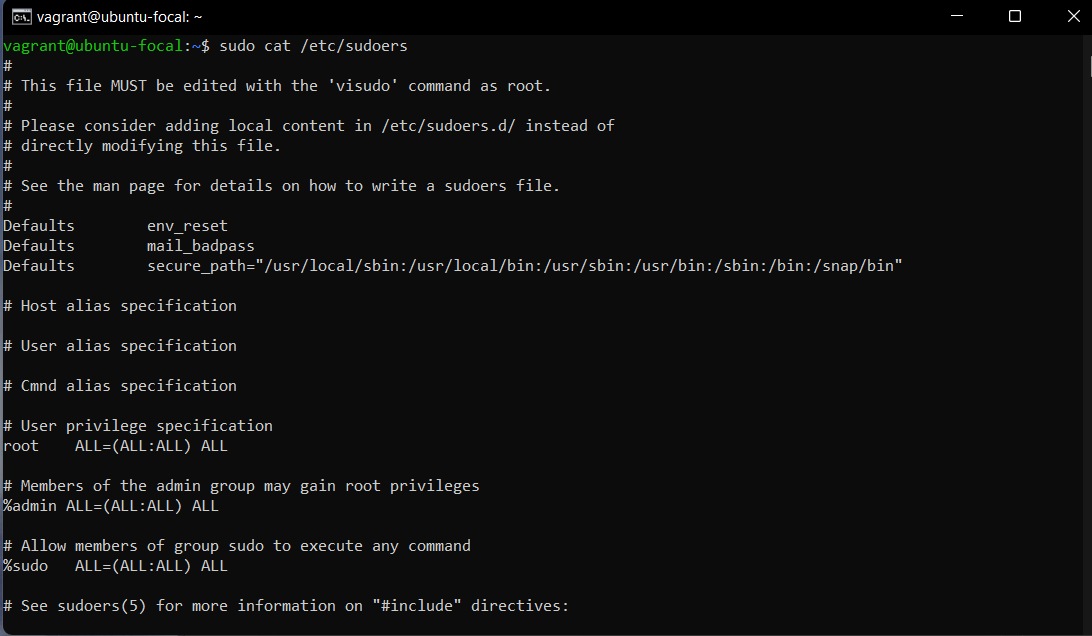 vagrant@ubuntu-focal: ~
vagrant@ubuntu-focal:~$ sudo cat /etc/sudoers
#
# This file MUST be edited with the 'visudo' command as root.
#
# Please consider adding local content in /etc/sudoers.d/ instead of
# directly modifying this file.
#
# See the man page for details on how to write a sudoers file.
#
Defaults        env_reset
Defaults        mail_badpass
Defaults        secure_path="/usr/local/sbin:/usr/local/bin:/usr/sbin:/usr/bin:/sbin:/bin:/snap/bin"

# Host alias specification

# User alias specification

# Cmnd alias specification

# User privilege specification
root    ALL=(ALL:ALL) ALL

# Members of the admin group may gain root privileges
%admin ALL=(ALL:ALL) ALL

# Allow members of group sudo to execute any command
%sudo   ALL=(ALL:ALL) ALL

# See sudoers(5) for more information on "#include" directives: